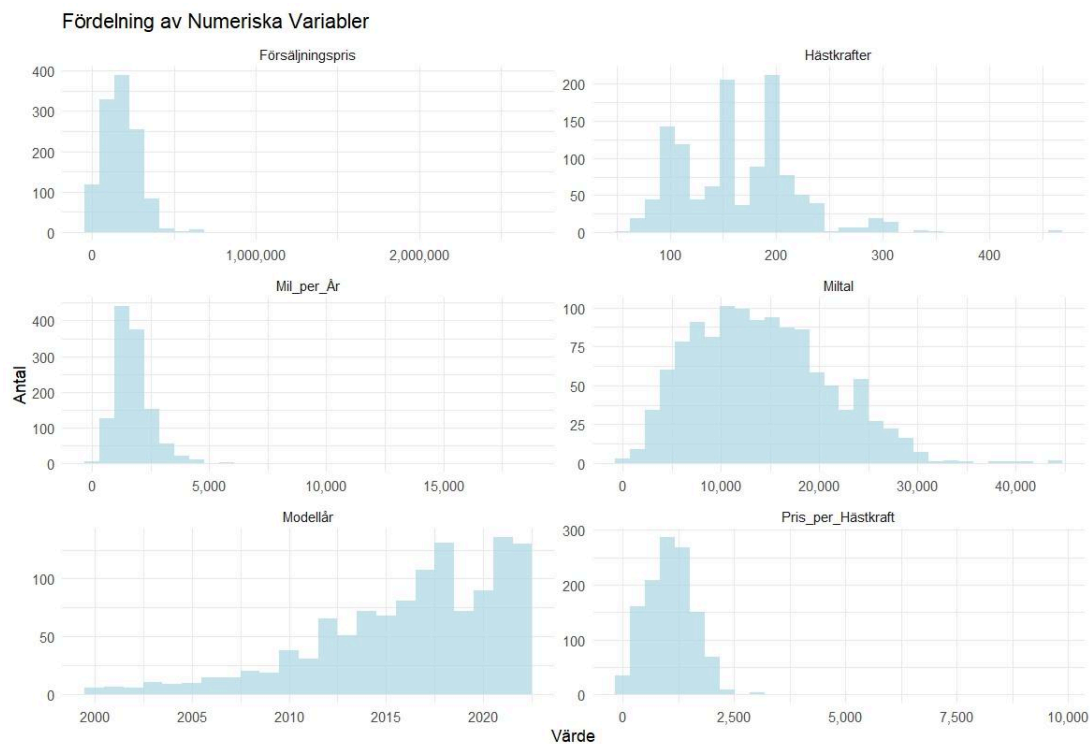 Fördelning av Numeriska Variabler
Försäljningspris
Hästkrafter
400
300
200
100
0
0 1,000,000 2,000,000
200
150
100
50
0
100 200 300 400
Mil_per_År
Miltal
Antal
400
300
200
100
0
0 5,000 10,000 15,000
100
75
50
25
0
0 10,000 20,000 30,000 40,000
Modellår
Pris_per_Hästkraft
100
50
0
2000 2005 2010 2015 2020
300
200
100
0
0 2,500 5,000 7,500 10,000
Värde